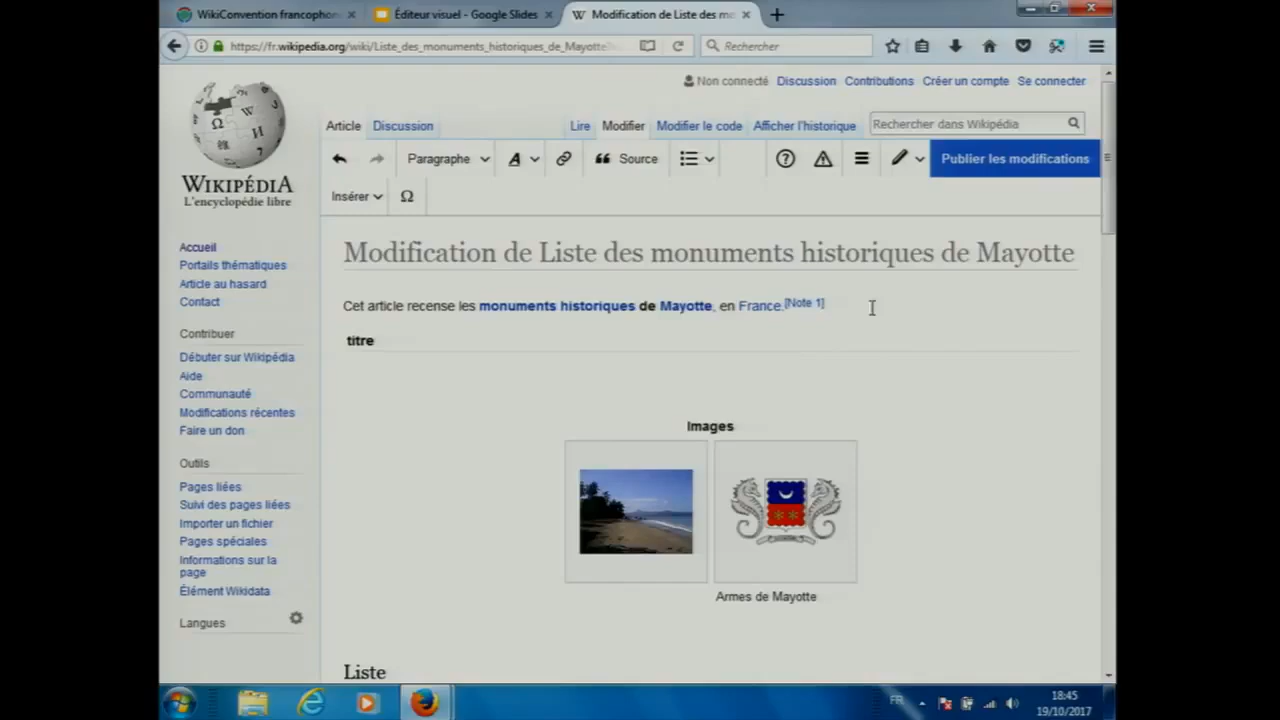 WikiConvention francophon
Éditeur visuel - Google Slides
Modification de Liste des mo
https://fr.wikipedia.org/wiki/Liste_des_monuments_historiques_de_Mayotte
Rechercher
Non connecté Discussion Contributions Créer un compte Se connecter
Article Discussion Lire Modifier Modifier le code Afficher l'historique
Rechercher dans Wikipédia
Paragraphe A Source Publier les modifications
Insérer Ω
WIKIPÉDIA
L'encyclopédie libre
Accueil
Portails thématiques
Article au hasard
Contact
Contribuer
Débuter sur Wikipédia
Aide
Communauté
Modifications récentes
Faire un don
Outils
Pages liées
Suivi des pages liées
Importer un fichier
Pages spéciales
Informations sur la
page
Élément Wikidata
Langues
Modification de Liste des monuments historiques de Mayotte
Cet article recense les monuments historiques de Mayotte, en France.[Note 1]
titre
Images
Armes de Mayotte
Liste
FR
18:45
19/10/2017